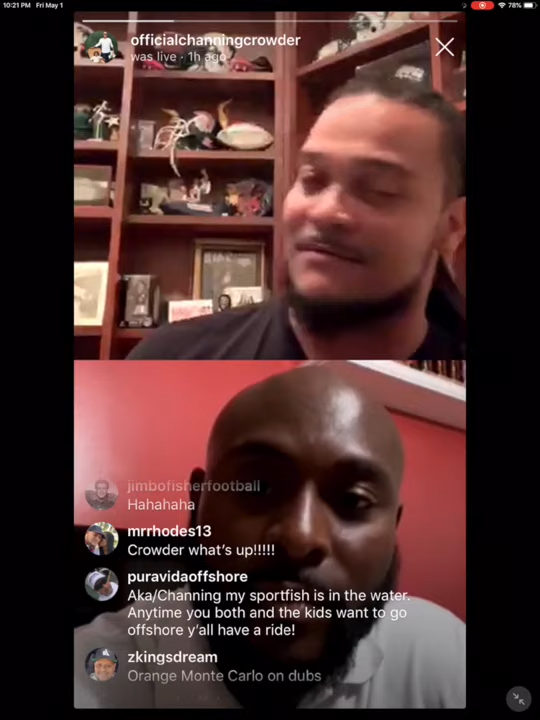 10:21 PM Fri May 1
78%
officialchanningcrowder
was live · 1h ago
jimbofisherfootball
Hahahaha
mrrhodes13
Crowder what's up!!!!!
puravidaoffshore
Aka/Channing my sportfish is in the water.
Anytime you both and the kids want to go
offshore y'all have a ride!
zkingsdream
Orange Monte Carlo on dubs